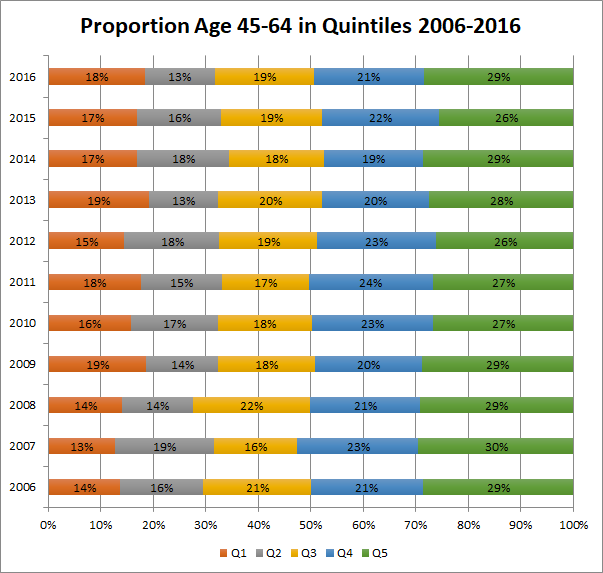 Proportion Age 45-64 in Quintiles 2006-2016
2016 18% 13% 19% 21% 29%
2015 17% 16% 19% 22% 26%
2014 17% 18% 18% 19% 29%
2013 19% 13% 20% 20% 28%
2012 15% 18% 19% 23% 26%
2011 18% 15% 17% 24% 27%
2010 16% 17% 18% 23% 27%
2009 19% 14% 18% 20% 29%
2008 14% 14% 22% 21% 29%
2007 13% 19% 16% 23% 30%
2006 14% 16% 21% 21% 29%
0% 10% 20% 30% 40% 50% 60% 70% 80% 90% 100%
Q1 Q2 Q3 Q4 Q5